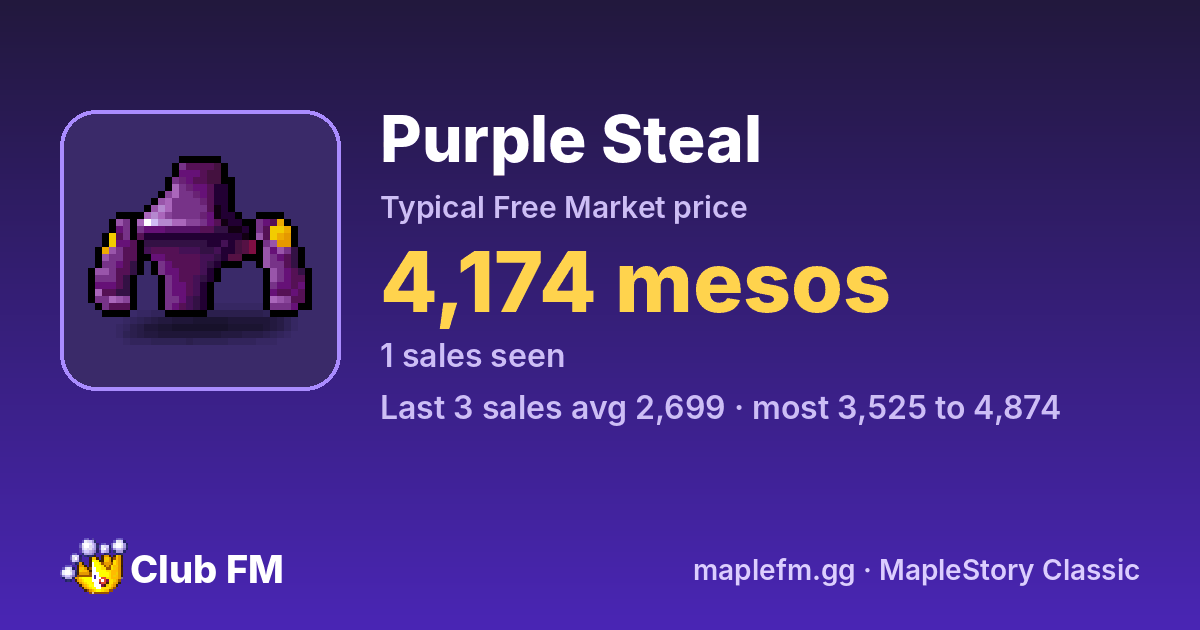 Purple Steal
Typical Free Market price
4,174 mesos
1 sales seen
Last 3 sales avg 2,699 · most 3,525 to 4,874
Club FM
maplefm.gg · MapleStory Classic